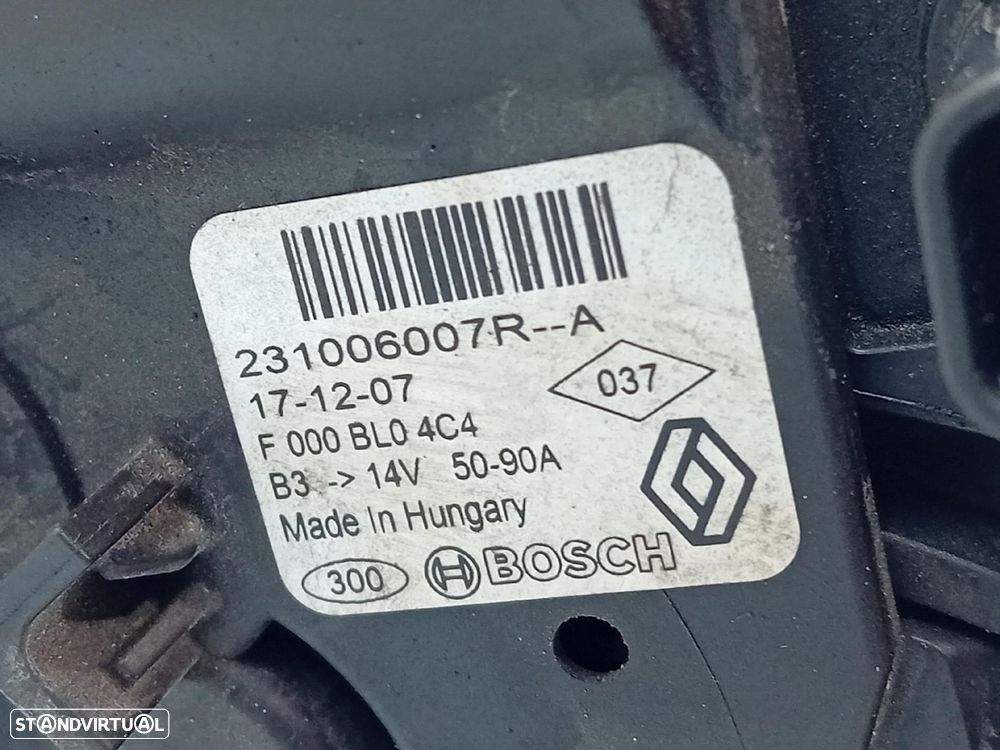 231006007R--A
17-12-07
037
F 000 BL0 4C4
B3 -> 14V 50-90A
Made In Hungary
300 BOSCH
STANDVIRTUAL